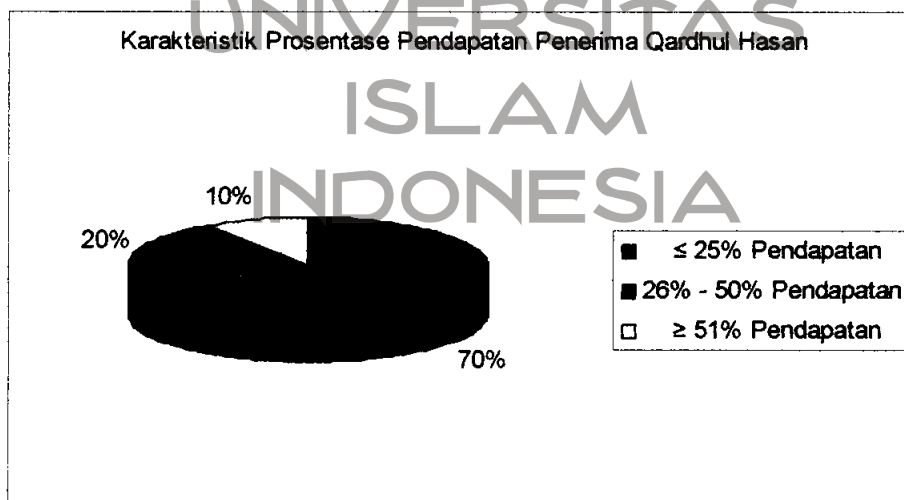 UNIVERSITAS
Karakteristik Prosentase Pendapatan Penerima Qardhul Hasan
ISLAM
INDONESIA
10%
20%
70%
≤ 25% Pendapatan
26% - 50% Pendapatan
≥ 51% Pendapatan